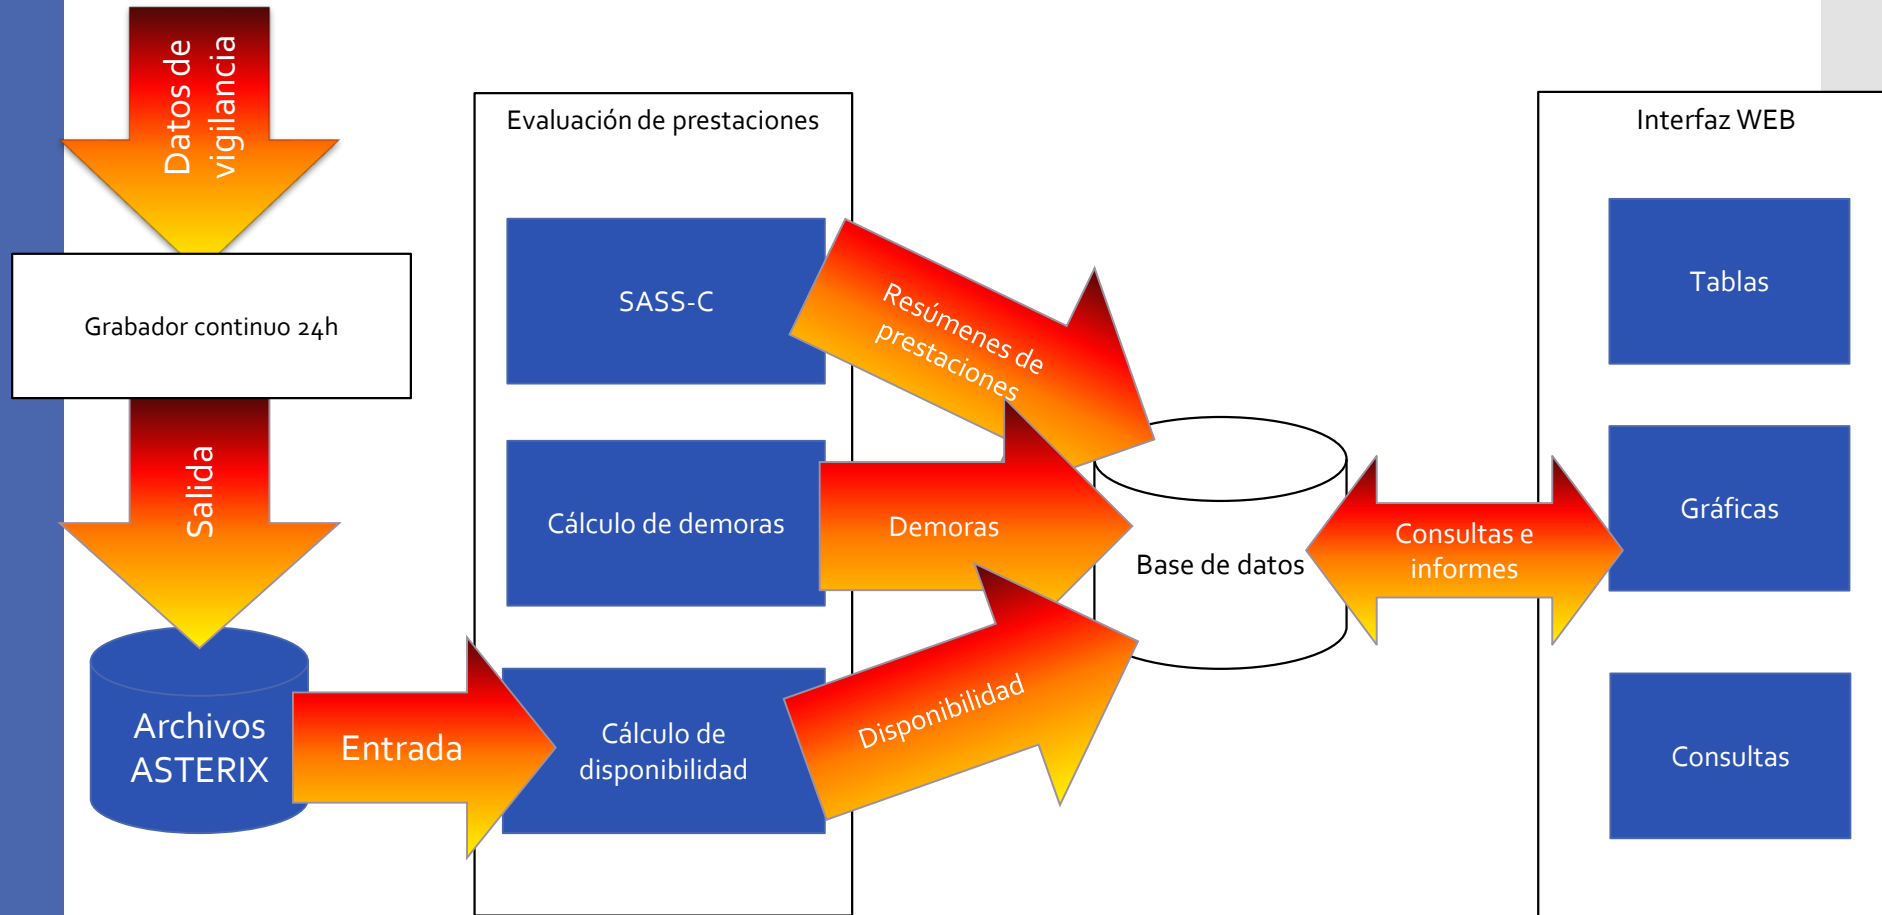 Datos de
vigilancia
Grabador continuo 24h
Salida
Archivos
ASTERIX
Entrada
Evaluación de prestaciones
SASS-C
Cálculo de demoras
Cálculo de
disponibilidad
Resúmenes de
prestaciones
Demoras
Disponibilidad
Base de datos
Consultas e
informes
Interfaz WEB
Tablas
Gráficas
Consultas